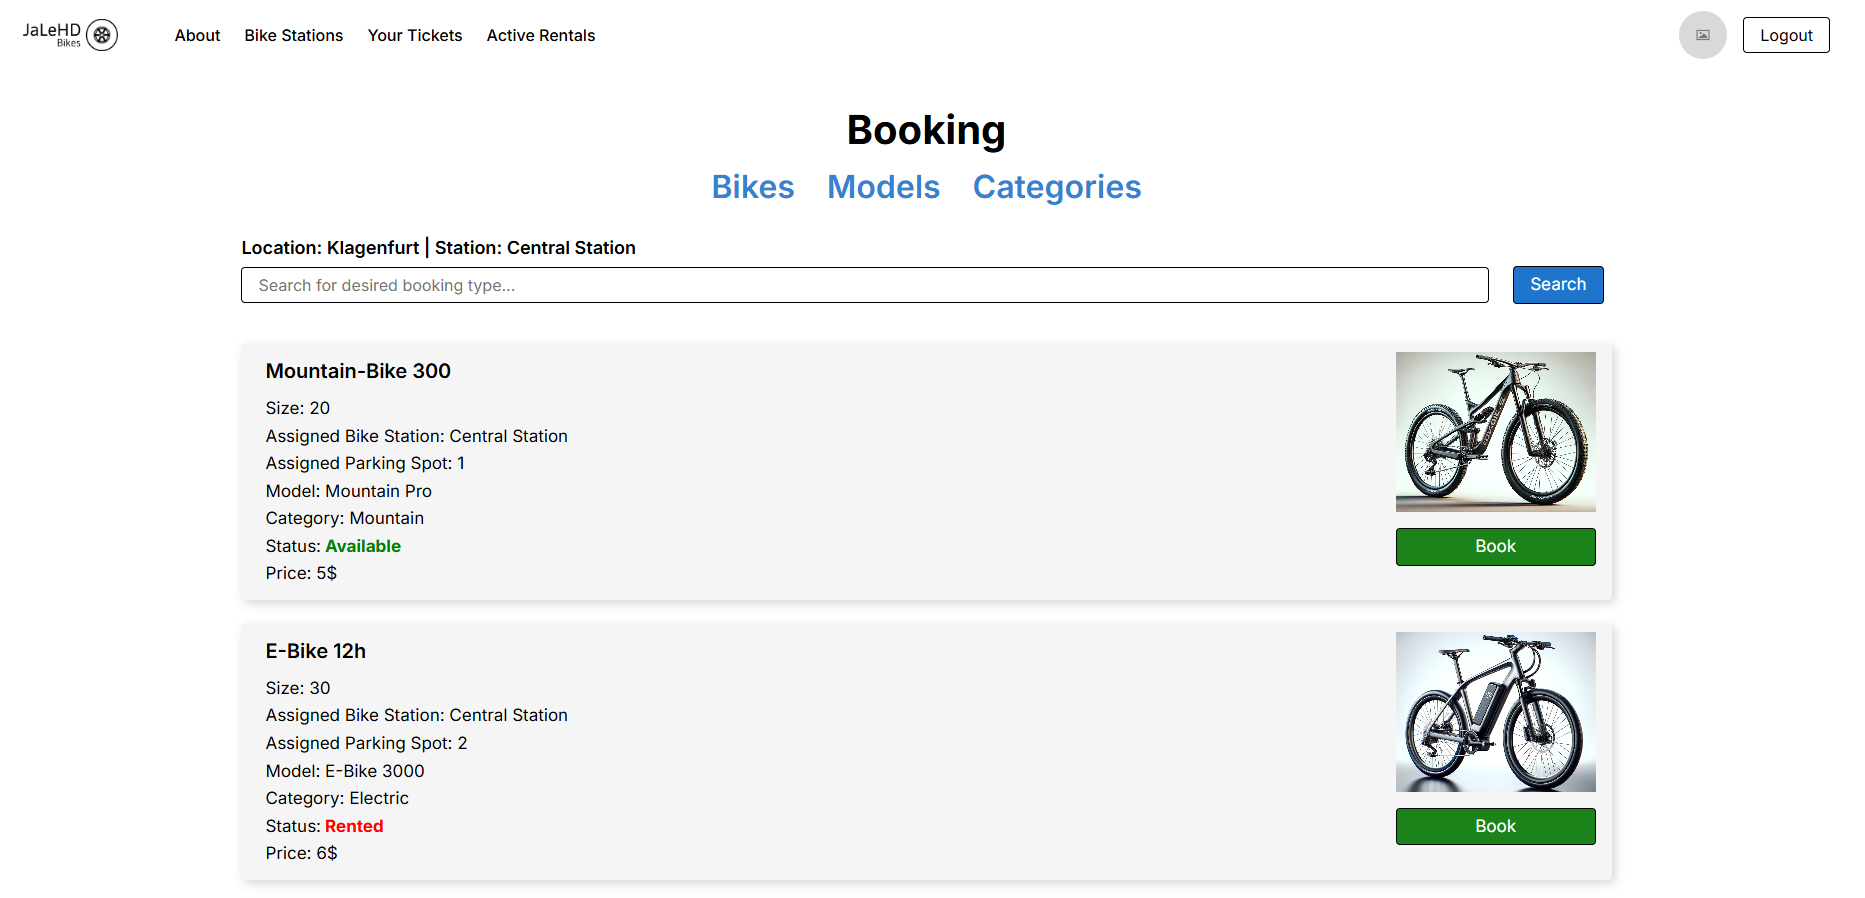 JaLeHD
Bikes
About
Bike Stations
Your Tickets
Active Rentals
Logout
Booking
Bikes
Models
Categories
Location: Klagenfurt | Station: Central Station
Search for desired booking type...
Search
Mountain-Bike 300
Size: 20
Assigned Bike Station: Central Station
Assigned Parking Spot: 1
Model: Mountain Pro
Category: Mountain
Status: Available
Price: 5$
Book
E-Bike 12h
Size: 30
Assigned Bike Station: Central Station
Assigned Parking Spot: 2
Model: E-Bike 3000
Category: Electric
Status: Rented
Price: 6$
Book